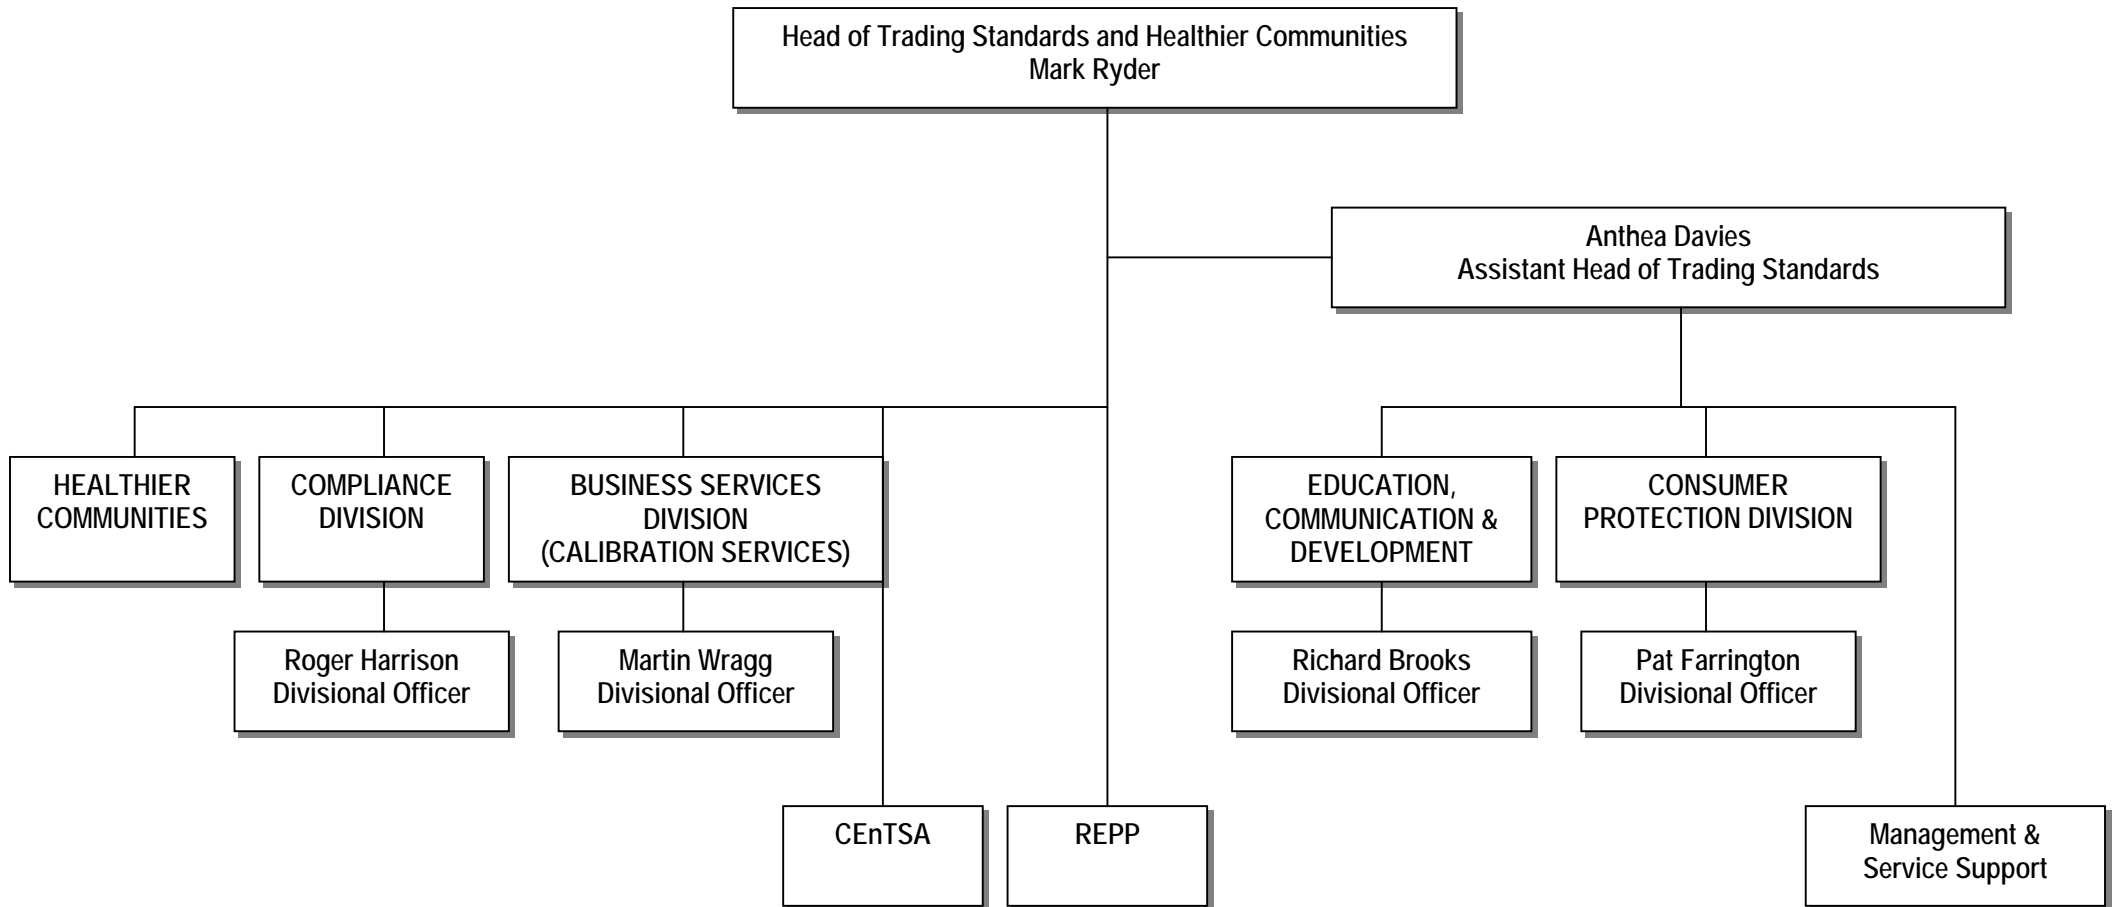 Head of Trading Standards and Healthier Communities
Mark Ryder
Anthea Davies
Assistant Head of Trading Standards
HEALTHIER
COMMUNITIES
COMPLIANCE
DIVISION
BUSINESS SERVICES
DIVISION
(CALIBRATION SERVICES)
EDUCATION,
COMMUNICATION &
DEVELOPMENT
CONSUMER
PROTECTION DIVISION
Roger Harrison
Divisional Officer
Martin Wragg
Divisional Officer
Richard Brooks
Divisional Officer
Pat Farrington
Divisional Officer
CEnTSA
REPP
Management &
Service Support